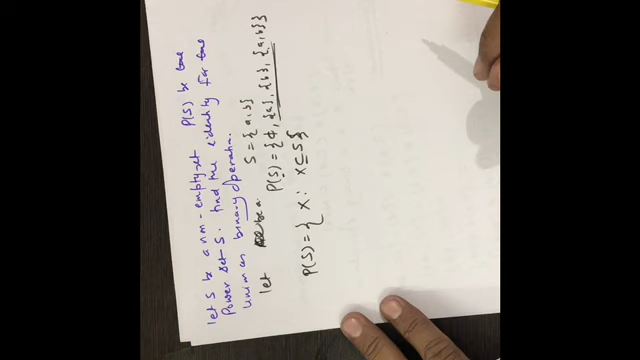 let S be a non-empty set P(S) be the
Power set S. find the identity for the
Union as binary operation.
S = {a, b}
let be a P(S) = {ϕ, {a}, {b}, {a, b}}
P(S) = { X : X ⊆ S}